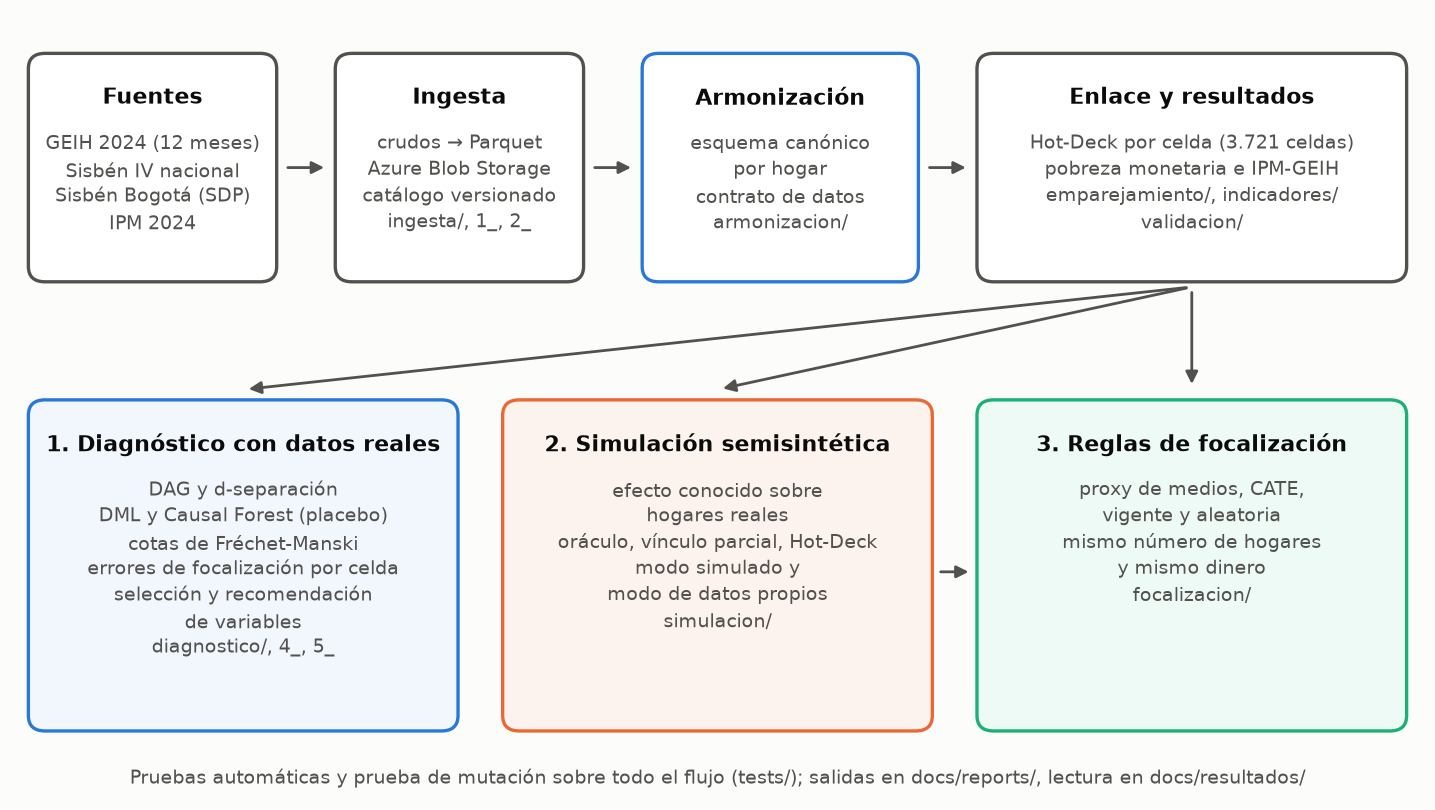 Fuentes
GEIH 2024 (12 meses)
Sisbén IV nacional
Sisbén Bogotá (SDP)
IPM 2024
Ingesta
crudos → Parquet
Azure Blob Storage
catálogo versionado
ingesta/, 1_, 2_
Armonización
esquema canónico
por hogar
contrato de datos
armonizacion/
Enlace y resultados
Hot-Deck por celda (3.721 celdas)
pobreza monetaria e IPM-GEIH
emparejamiento/, indicadores/
validacion/
1. Diagnóstico con datos reales
DAG y d-separación
DML y Causal Forest (placebo)
cotas de Fréchet-Manski
errores de focalización por celda
selección y recomendación
de variables
diagnostico/, 4_, 5_
2. Simulación semisintética
efecto conocido sobre
hogares reales
oráculo, vínculo parcial, Hot-Deck
modo simulado y
modo de datos propios
simulacion/
3. Reglas de focalización
proxy de medios, CATE,
vigente y aleatoria
mismo número de hogares
y mismo dinero
focalizacion/
Pruebas automáticas y prueba de mutación sobre todo el flujo (tests/); salidas en docs/reports/, lectura en docs/resultados/